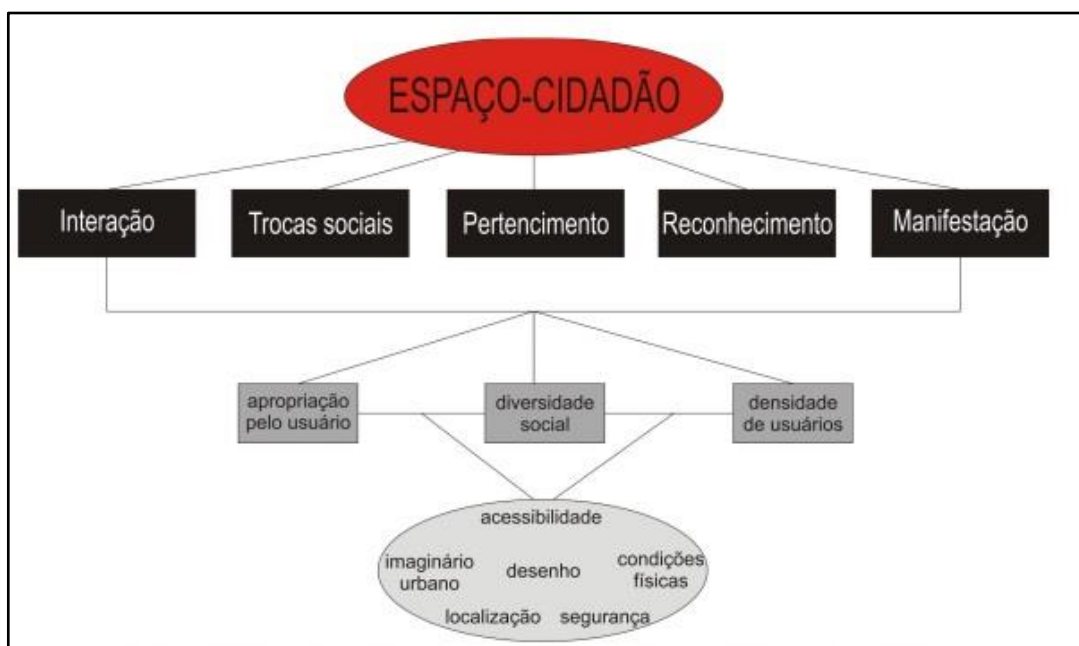 ESPAÇO-CIDADÃO
Interação
Trocas sociais
Pertencimento
Reconhecimento
Manifestação
apropriação
pelo usuário
diversidade
social
densidade
de usuários
acessibilidade
imaginário
urbano
desenho
condições
físicas
localização
segurança